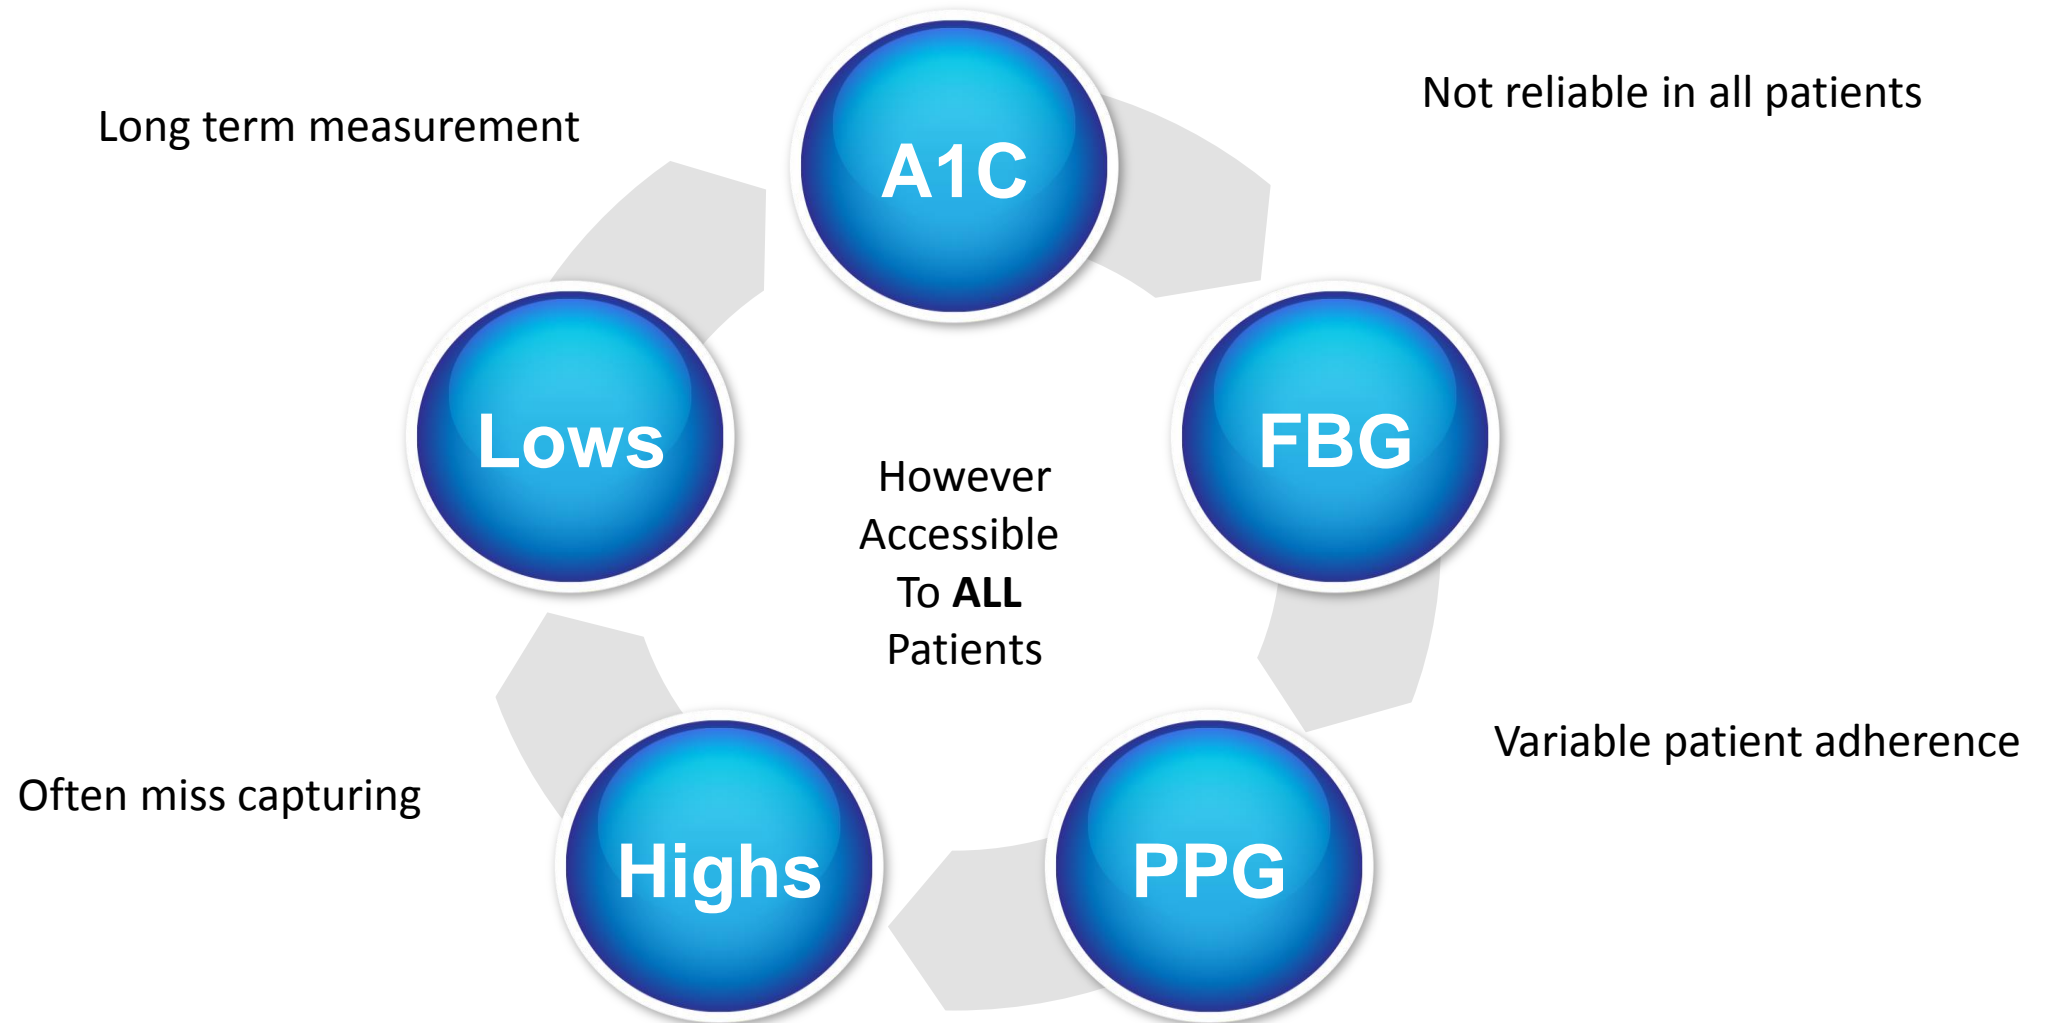 Long term measurement
A1C
Not reliable in all patients
Lows
FBG
However
Accessible
To ALL
Patients
Variable patient adherence
Often miss capturing
Highs
PPG